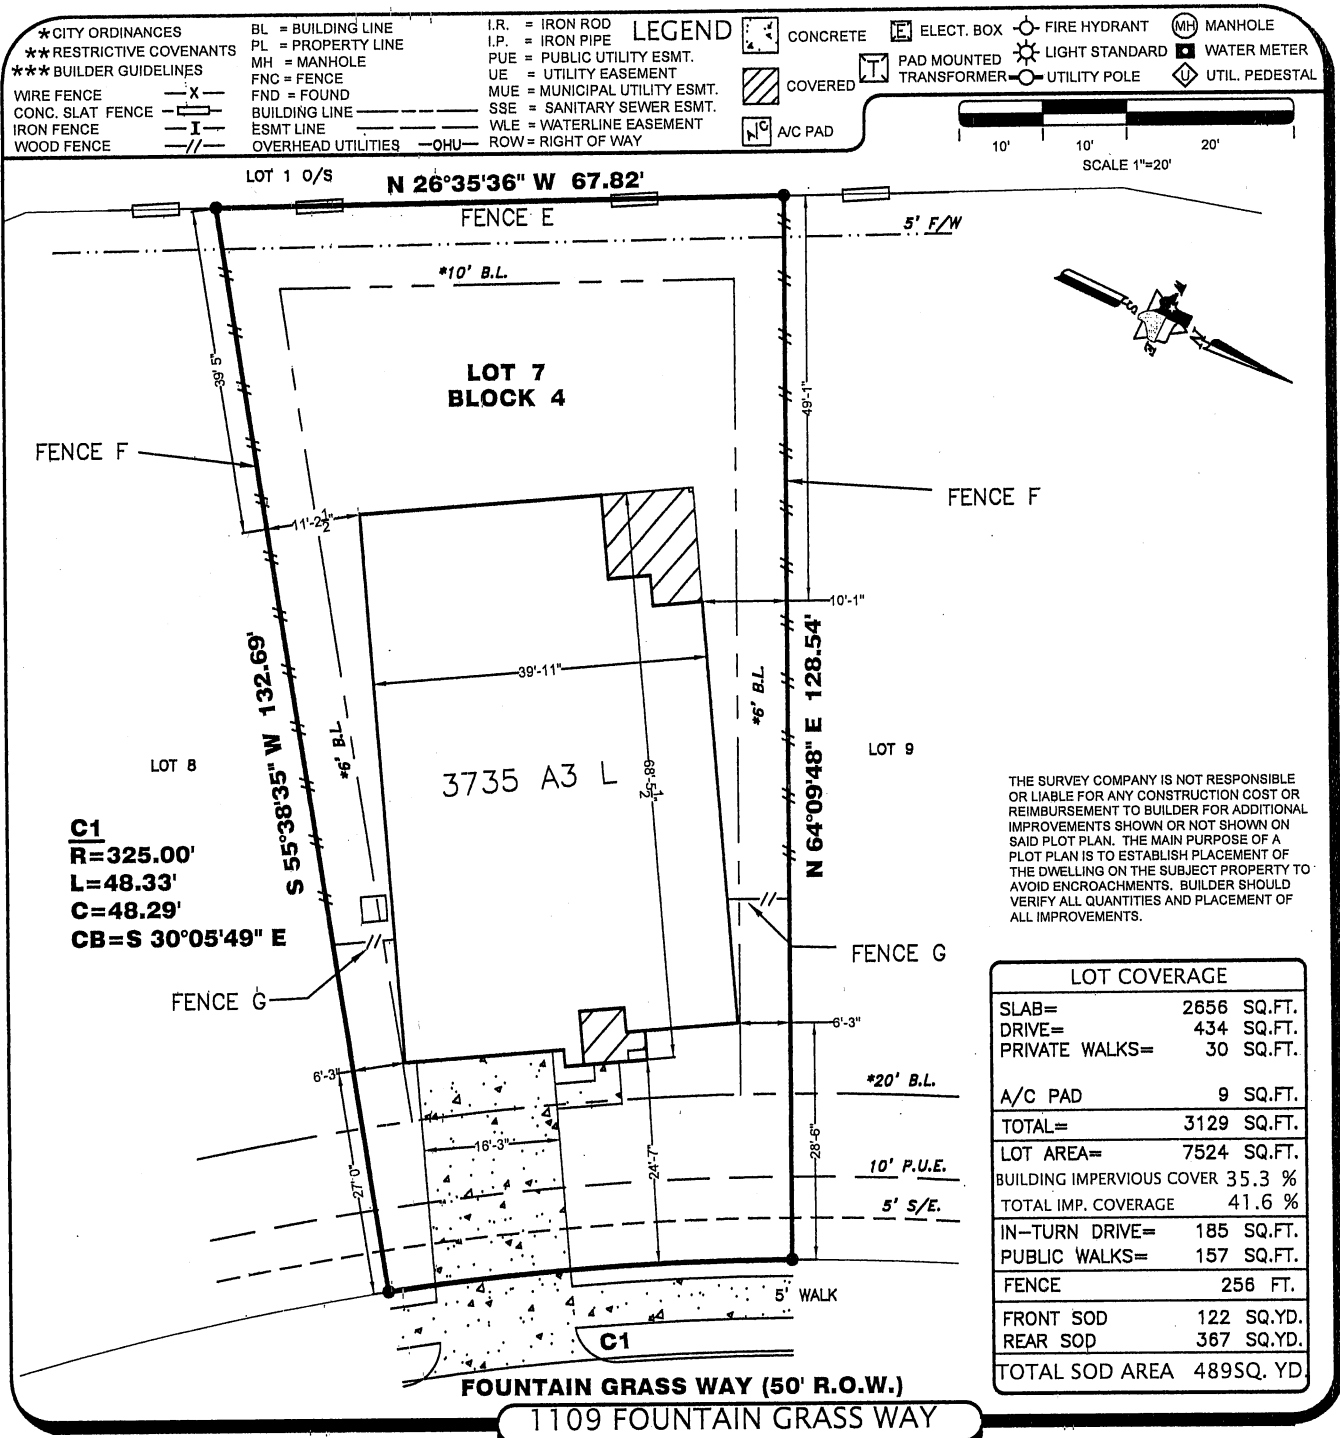 *CITY ORDINANCES
**RESTRICTIVE COVENANTS
***BUILDER GUIDELINES
WIRE FENCE X
CONC. SLAT FENCE
IRON FENCE I
WOOD FENCE //
BL = BUILDING LINE
PL = PROPERTY LINE
MH = MANHOLE
FNC = FENCE
FND = FOUND
BUILDING LINE
ESMT LINE
OVERHEAD UTILITIES OHU
I.R. = IRON ROD
I.P. = IRON PIPE
PUE = PUBLIC UTILITY ESMT.
UE = UTILITY EASEMENT
MUE = MUNICIPAL UTILITY ESMT.
SSE = SANITARY SEWER ESMT.
WLE = WATERLINE EASEMENT
ROW = RIGHT OF WAY
LEGEND
CONCRETE
COVERED
A/C A/C PAD
E ELECT. BOX
T PAD MOUNTED
TRANSFORMER
FIRE HYDRANT
LIGHT STANDARD
UTILITY POLE
MH MANHOLE
WATER METER
U UTIL. PEDESTAL
10' 10' 20'
SCALE 1"=20'
LOT 1 O/S
N 26°35'36" W 67.82'
FENCE E
5' F/W
*10' B.L.
S
W
E
N
LOT 7
BLOCK 4
39' 5"
49'-1"
FENCE F
FENCE F
11'-2 1/2"
10'-1"
39'-11"
S 55°38'35" W 132.69'
N 64°09'48" E 128.54'
*6' B.L.
*6' B.L.
LOT 8
LOT 9
3735 A3 L
68'-5 1/2"
C1
R=325.00'
L=48.33'
C=48.29'
CB=S 30°05'49" E
FENCE G
FENCE G
6'-3"
6'-3"
*20' B.L.
16'-3"
24'-7"
28'-6"
27' 0"
10' P.U.E.
5' S/E.
5' WALK
C1
FOUNTAIN GRASS WAY (50' R.O.W.)
1109 FOUNTAIN GRASS WAY
THE SURVEY COMPANY IS NOT RESPONSIBLE
OR LIABLE FOR ANY CONSTRUCTION COST OR
REIMBURSEMENT TO BUILDER FOR ADDITIONAL
IMPROVEMENTS SHOWN OR NOT SHOWN ON
SAID PLOT PLAN. THE MAIN PURPOSE OF A
PLOT PLAN IS TO ESTABLISH PLACEMENT OF
THE DWELLING ON THE SUBJECT PROPERTY TO
AVOID ENCROACHMENTS. BUILDER SHOULD
VERIFY ALL QUANTITIES AND PLACEMENT OF
ALL IMPROVEMENTS.
LOT COVERAGE
SLAB= 2656 SQ.FT.
DRIVE= 434 SQ.FT.
PRIVATE WALKS= 30 SQ.FT.
A/C PAD 9 SQ.FT.
TOTAL= 3129 SQ.FT.
LOT AREA= 7524 SQ.FT.
BUILDING IMPERVIOUS COVER 35.3 %
TOTAL IMP. COVERAGE 41.6 %
IN-TURN DRIVE= 185 SQ.FT.
PUBLIC WALKS= 157 SQ.FT.
FENCE 256 FT.
FRONT SOD 122 SQ.YD.
REAR SOD 367 SQ.YD.
TOTAL SOD AREA 489SQ. YD.